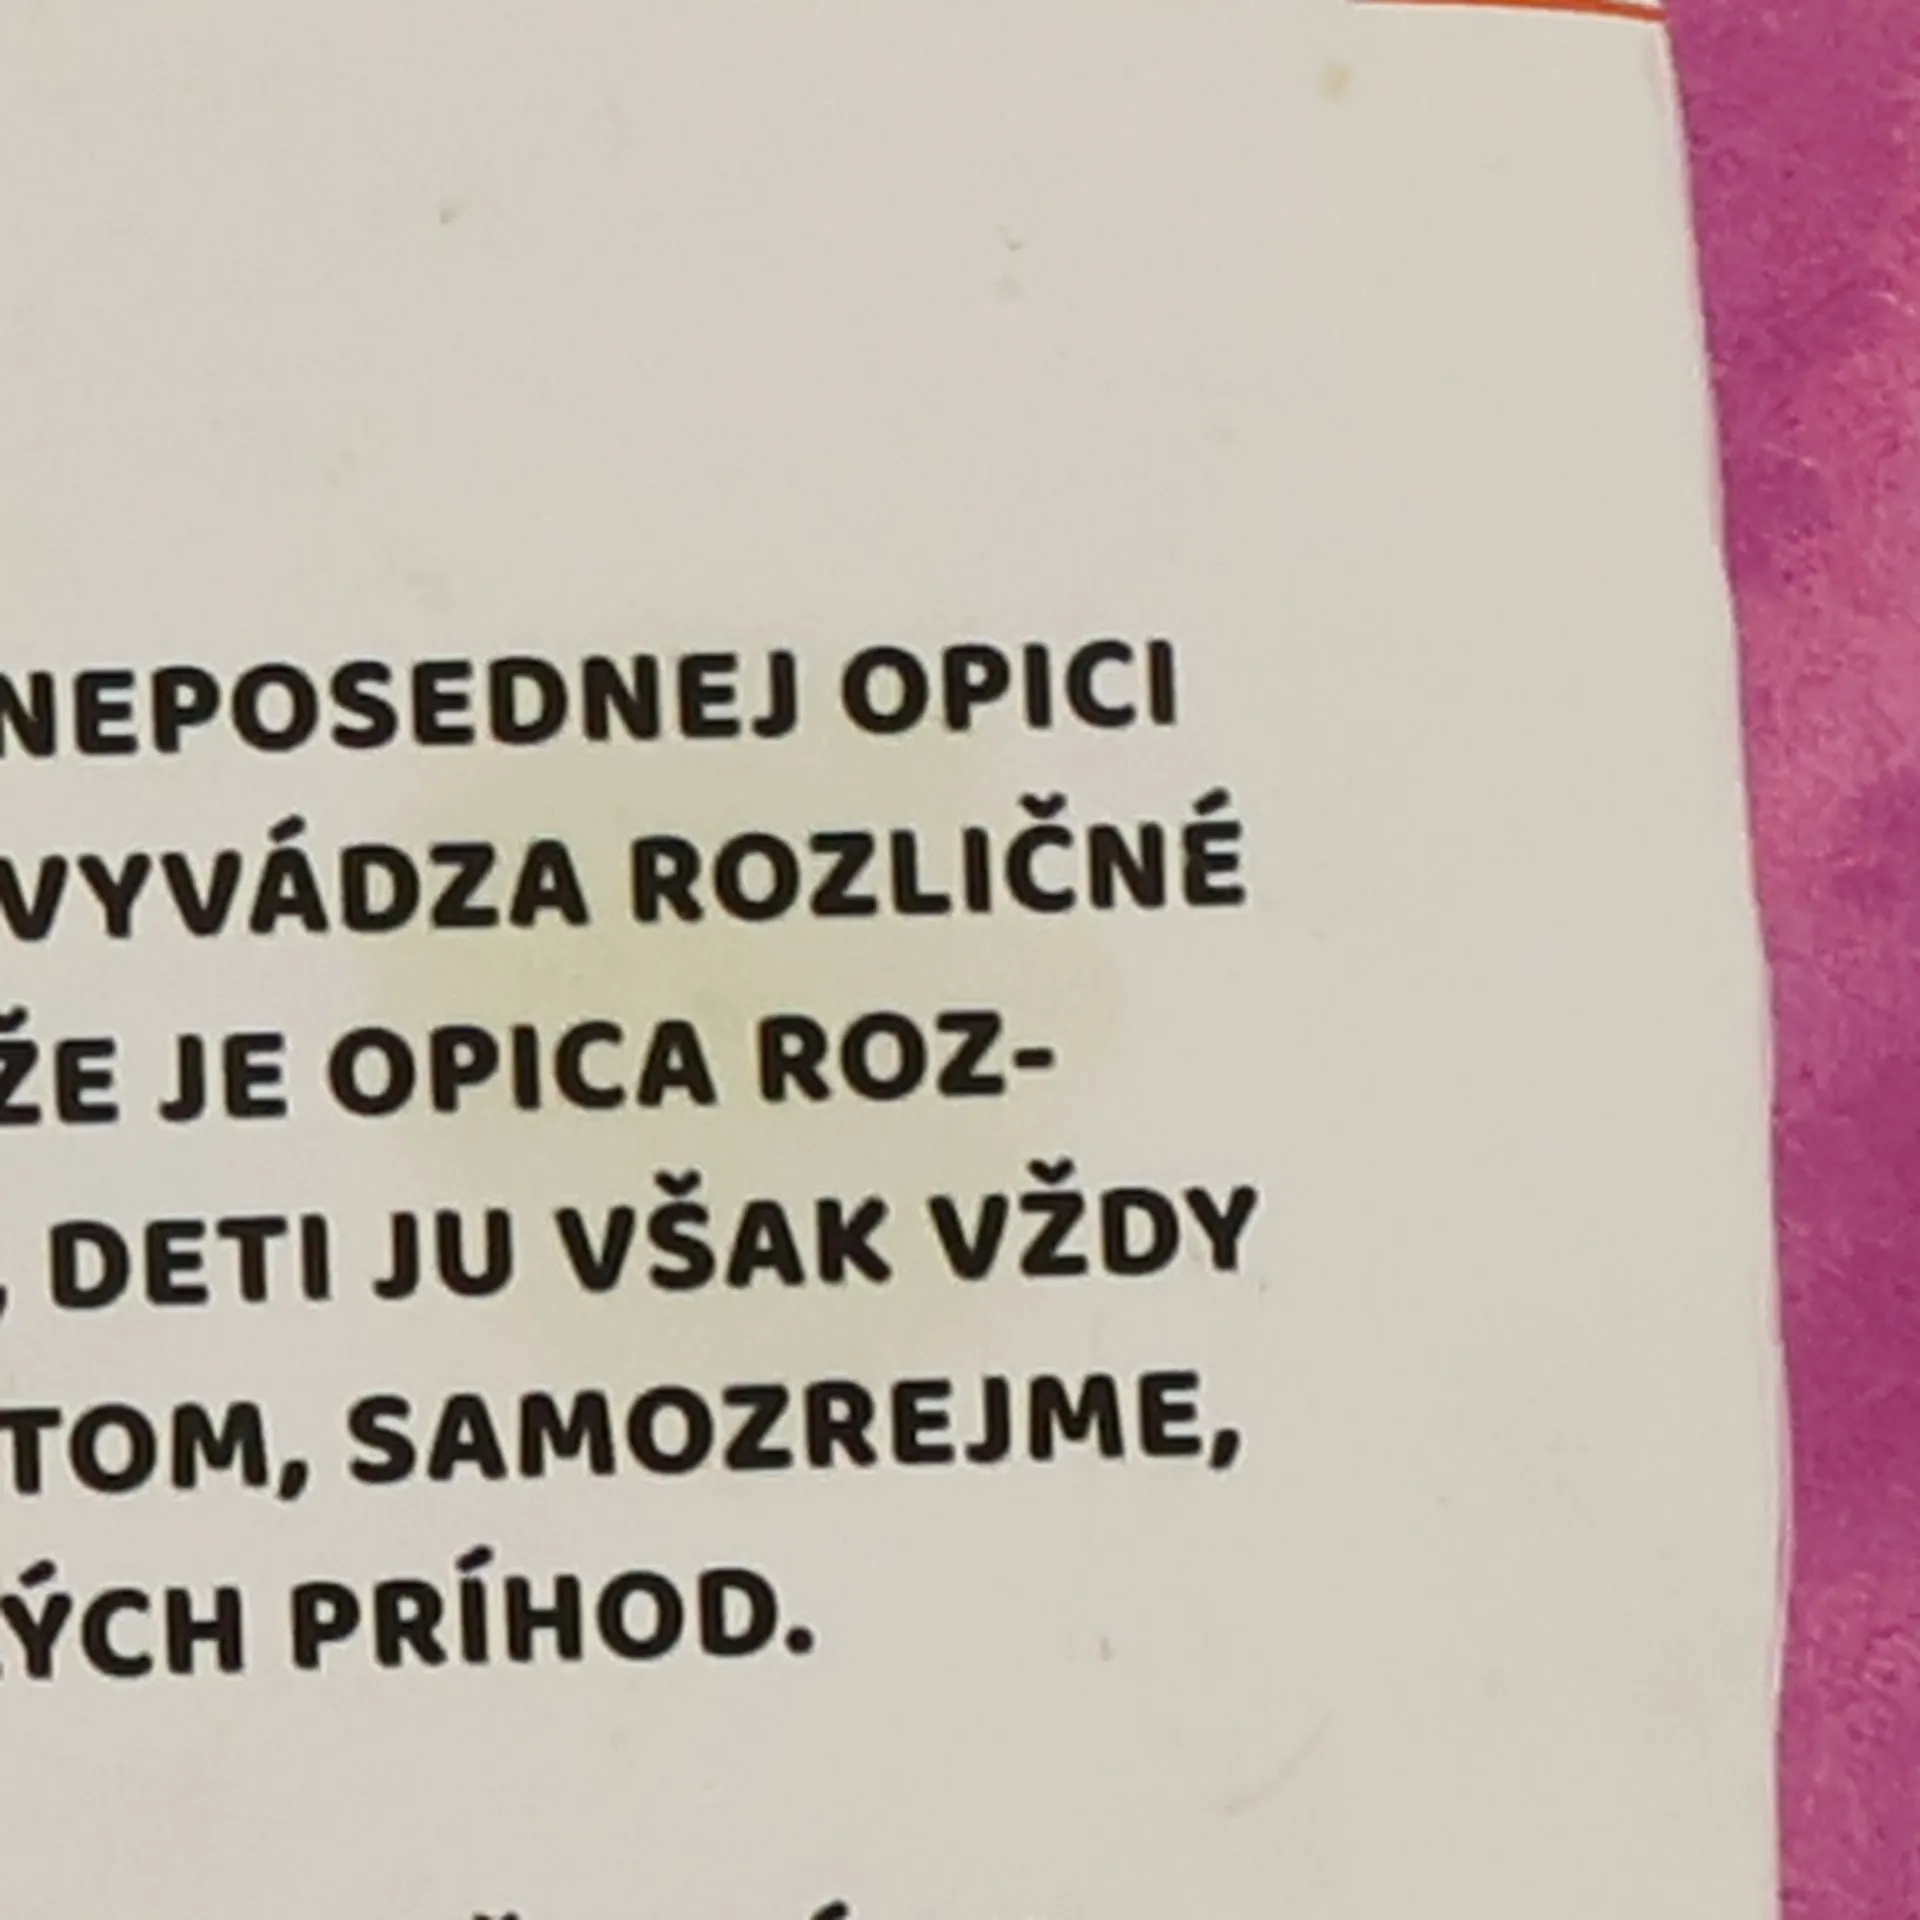 NEPOSEDNEJ OPICI
VYVÁDZA ROZLIČNÉ
ŽE JE OPICA ROZ-
, DETI JU VŠAK VŽDY
TOM, SAMOZREJME,
ÝCH PRÍHOD.